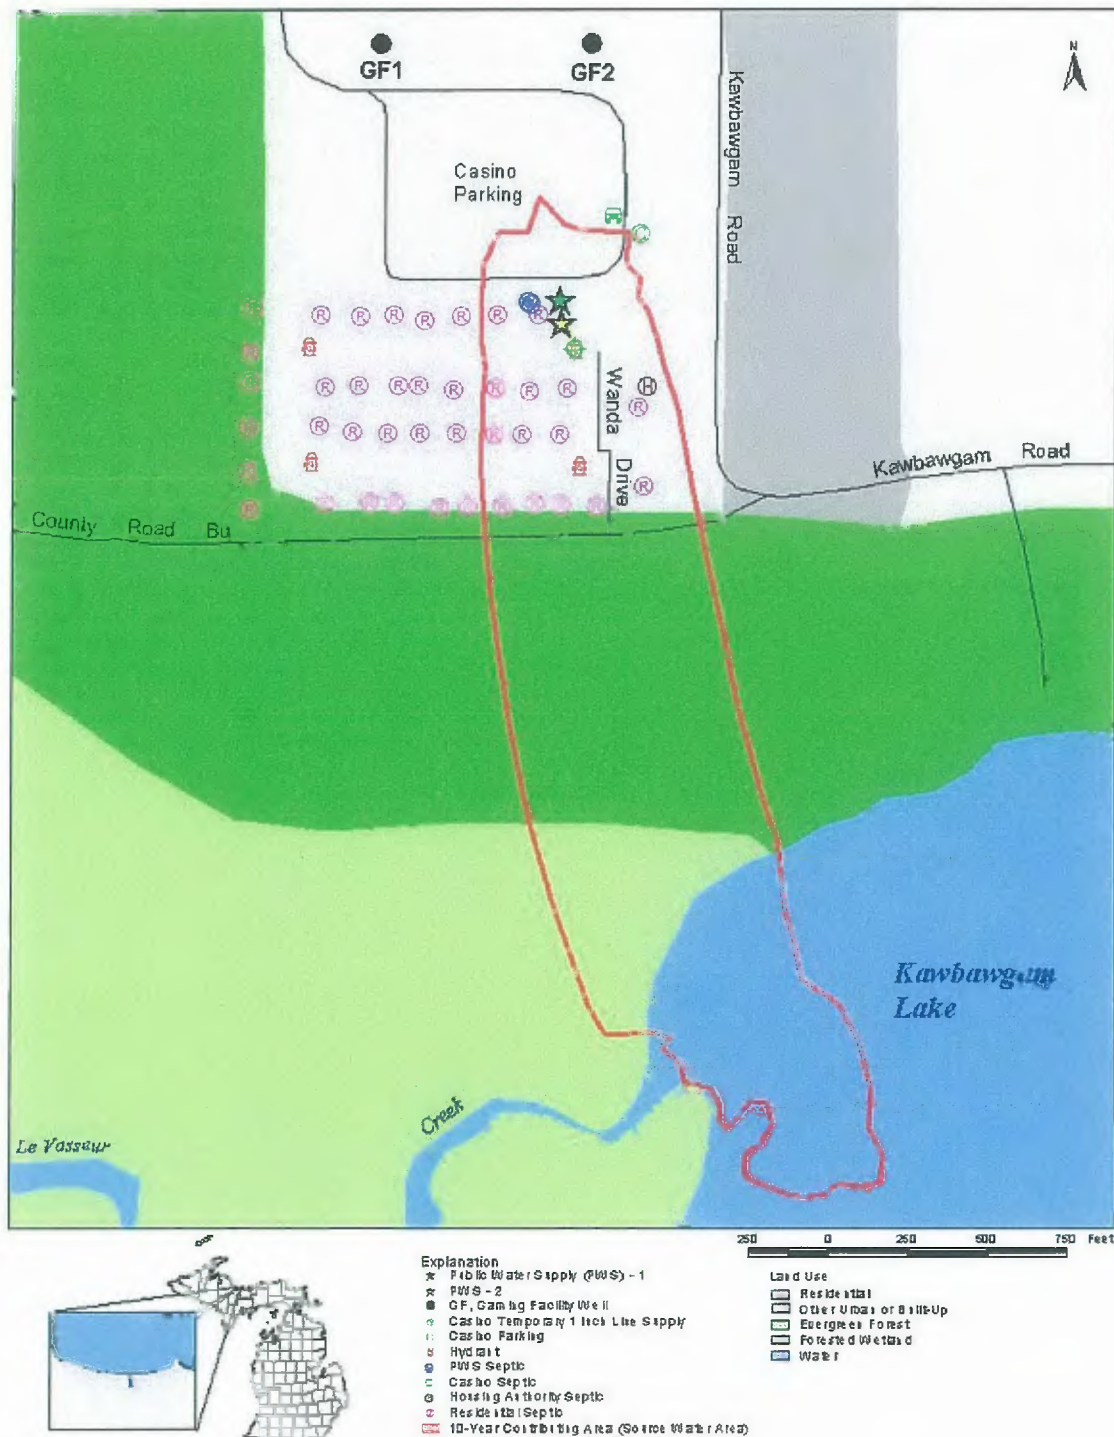 GF1
GF2
N
Kawbawgam Road
Casino
Parking
Wanda Drive
Kawbawgam Road
County Road Bu
Kawbawgam
Lake
Creek
Le Vasseur
250 0 250 500 750 Feet
Explanation
Public Water Supply (PWS) - 1
PWS - 2
GF, Gaming Facility Well
Casino Temporary 1 Inch Line Supply
Casino Parking
Hydrant
PWS Septic
Casino Septic
Housing Authority Septic
Residential Septic
10-Year Contributing Area (Source Water Area)
Land Use
Residential
Other Urban or Built-Up
Evergreen Forest
Forested Wetland
Water